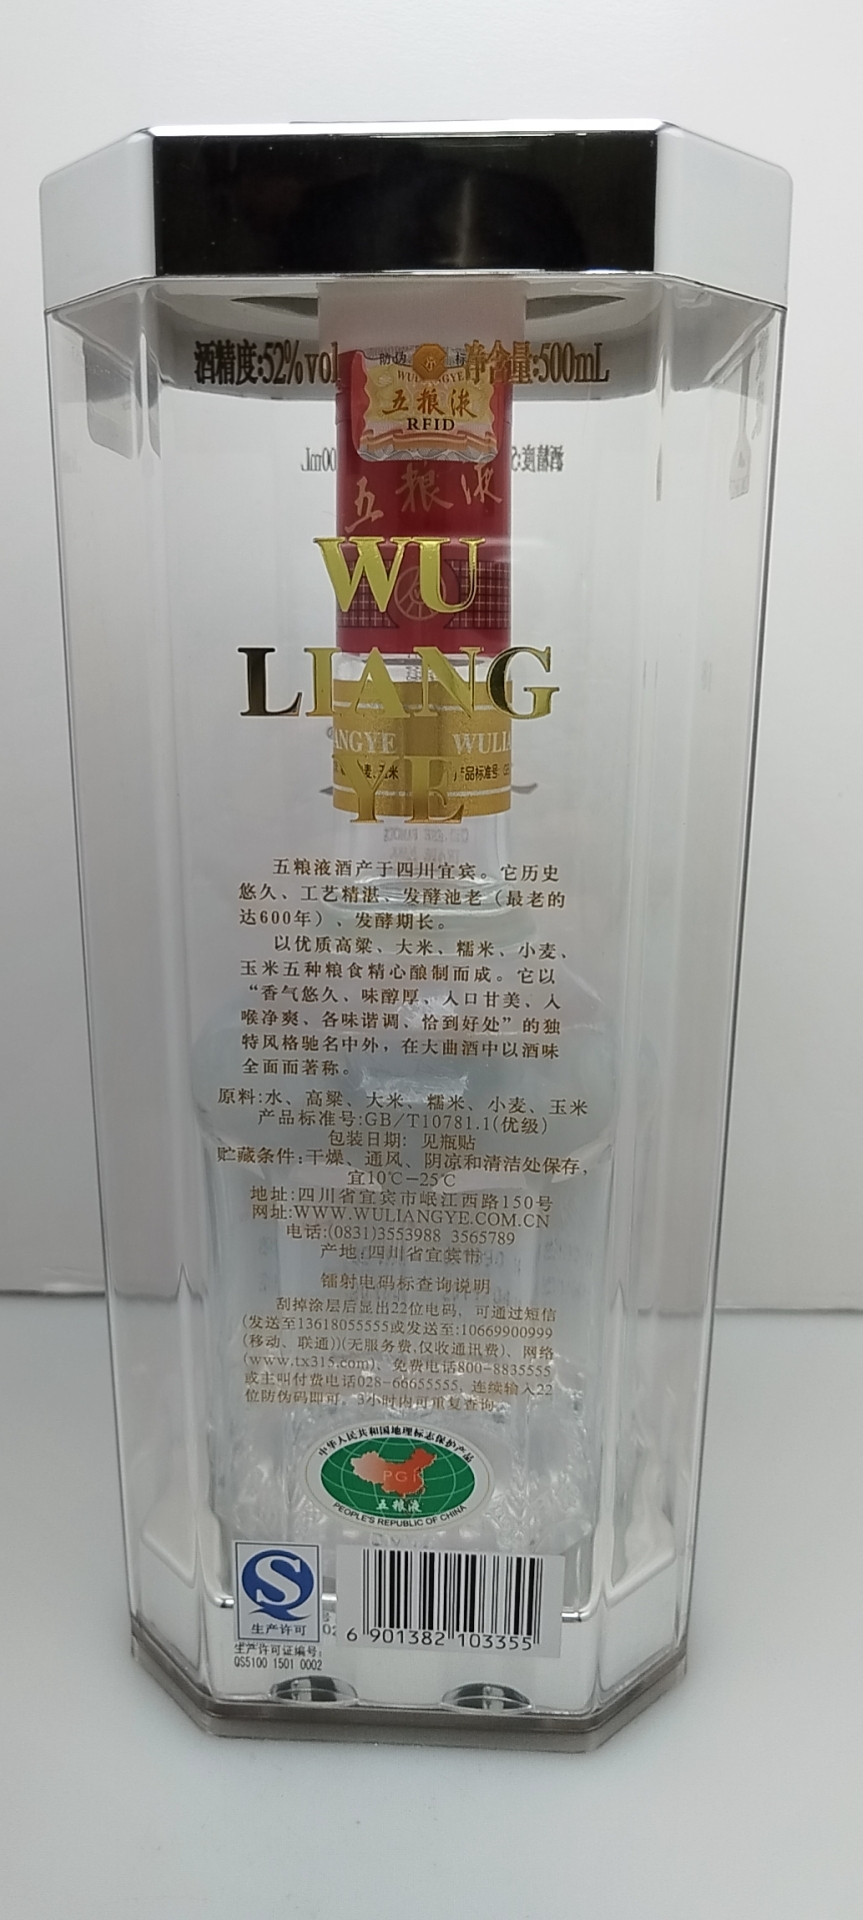 酒精度:52%vol 净含量:500mL
防伪 标
WULIANGYE
五粮液
RFID
五粮液
WU
LIANG
YE
ANGYE WULIA
麦、玉米 产品标准号: GB
五粮液酒产于四川宜宾。它历史
悠久、工艺精湛、发酵池老（最老的
达600年）、发酵期长。
以优质高粱、大米、糯米、小麦、
玉米五种粮食精心酿制而成。它以
“香气悠久、味醇厚、入口甘美、入
喉净爽、各味谐调、恰到好处”的独
特风格驰名中外，在大曲酒中以酒味
全面而著称。
原料:水、高粱、大米、糯米、小麦、玉米
产品标准号:GB/T10781.1(优级)
包装日期: 见瓶贴
贮藏条件:干燥、通风、阴凉和清洁处保存,
宜10℃-25℃
地址:四川省宜宾市岷江西路150号
网址:WWW.WULIANGYE.COM.CN
电话:(0831)3553988 3565789
产地:四川省宜宾市
镭射电码标查询说明
刮掉涂层后显出22位电码，可通过短信
(发送至13618055555或发送至:10669900999
(移动、联通))(无服务费,仅收通讯费)、网络
(www.tx315.com)、免费电话800-8835555
或主叫付费电话028-66655555, 连续输入22
位防伪码即可。3小时内可重复查询。
中华人民共和国地理标志保护产品
PGI
五粮液
PEOPLE'S REPUBLIC OF CHINA
生产许可
生产许可证编号:
QS5100 1501 0002
6 901382 103355